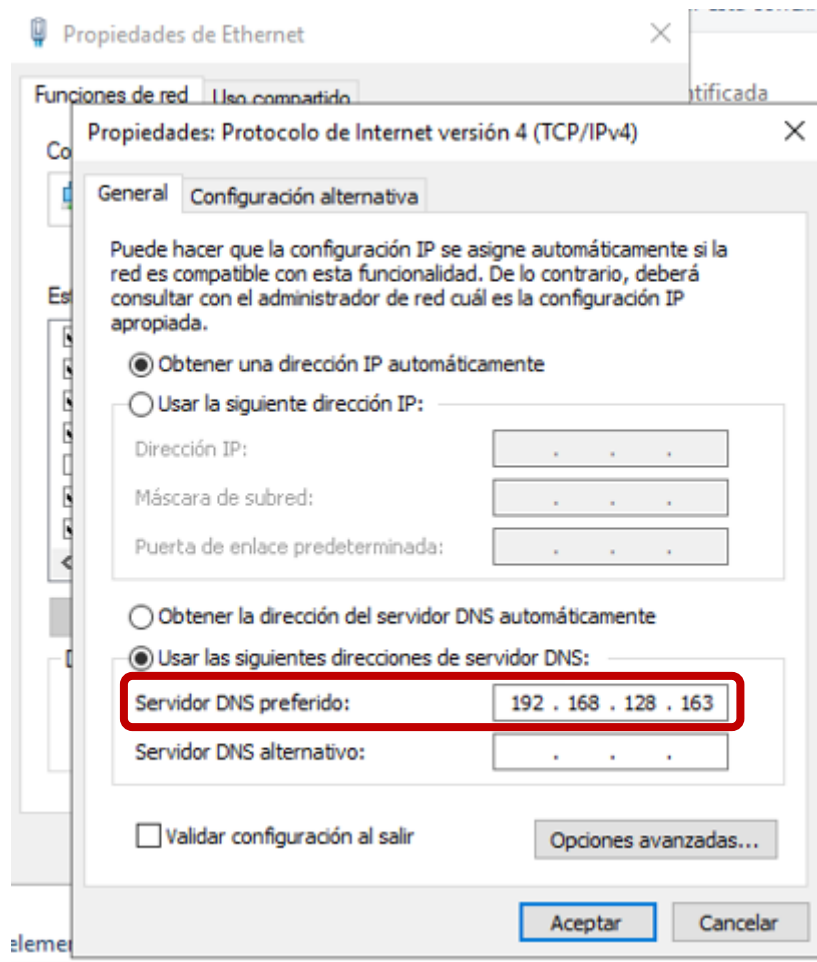 Propiedades de Ethernet
Funciones de red
Uso compartido
Propiedades: Protocolo de Internet versión 4 (TCP/IPv4)
General
Configuración alternativa
Puede hacer que la configuración IP se asigne automáticamente si la
red es compatible con esta funcionalidad. De lo contrario, deberá
consultar con el administrador de red cuál es la configuración IP
apropiada.
Obtener una dirección IP automáticamente
Usar la siguiente dirección IP:
Dirección IP:
Máscara de subred:
Puerta de enlace predeterminada:
Obtener la dirección del servidor DNS automáticamente
Usar las siguientes direcciones de servidor DNS:
Servidor DNS preferido: 192 . 168 . 128 . 163
Servidor DNS alternativo:
Validar configuración al salir
Opciones avanzadas...
Aceptar
Cancelar